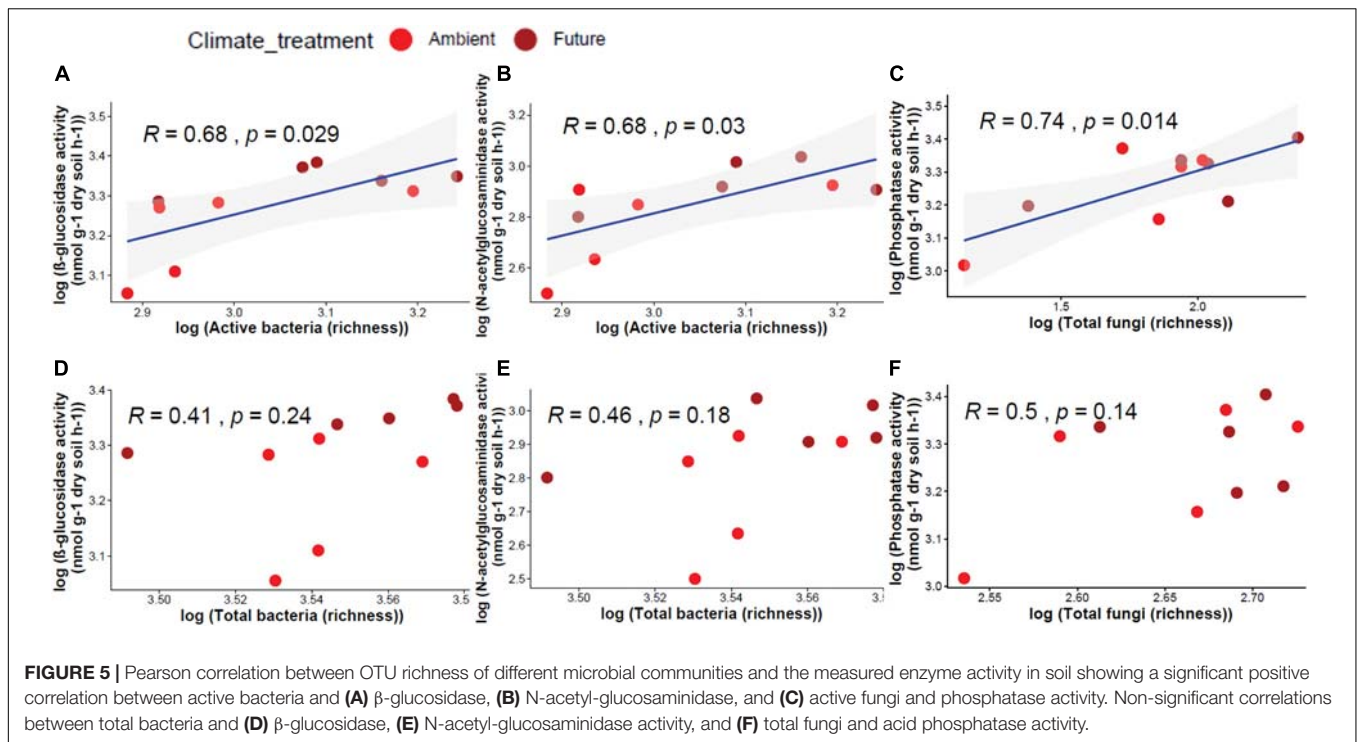 Climate_treatment Ambient Future
A
log (ß-glucosidase activity
(nmol g-1 dry soil h-1))
3.5
3.4
3.3
3.2
3.1
R = 0.68 , p = 0.029
2.9 3.0 3.1 3.2
log (Active bacteria (richness))
B
log (N-acetylglucosaminidase activity
(nmol g-1 dry soil h-1))
3.2
3.0
2.8
2.6
R = 0.68 , p = 0.03
2.9 3.0 3.1 3.2
log (Active bacteria (richness))
C
log (Phosphatase activity
(nmol g-1 dry soil h-1))
3.5
3.4
3.3
3.2
3.1
3.0
R = 0.74 , p = 0.014
1.5 2.0
log (Total fungi (richness))
D
log (ß-glucosidase activity
(nmol g-1 dry soil h-1))
3.4
3.3
3.2
3.1
R = 0.41 , p = 0.24
3.50 3.52 3.54 3.56 3.5
log (Total bacteria (richness))
E
log (N-acetylglucosaminidase activi
(nmol g-1 dry soil h-1))
3.0
2.9
2.8
2.7
2.6
2.5
R = 0.46 , p = 0.18
3.50 3.52 3.54 3.56
log (Total bacteria (richness))
F
log (Phosphatase activity
(nmol g-1 dry soil h-1))
3.4
3.3
3.2
3.1
3.0
R = 0.5 , p = 0.14
2.55 2.60 2.65 2.70
log (Total fungi (richness))
FIGURE 5 | Pearson correlation between OTU richness of different microbial communities and the measured enzyme activity in soil showing a significant positive
correlation between active bacteria and (A) β-glucosidase, (B) N-acetyl-glucosaminidase, and (C) active fungi and phosphatase activity. Non-significant correlations
between total bacteria and (D) β-glucosidase, (E) N-acetyl-glucosaminidase activity, and (F) total fungi and acid phosphatase activity.